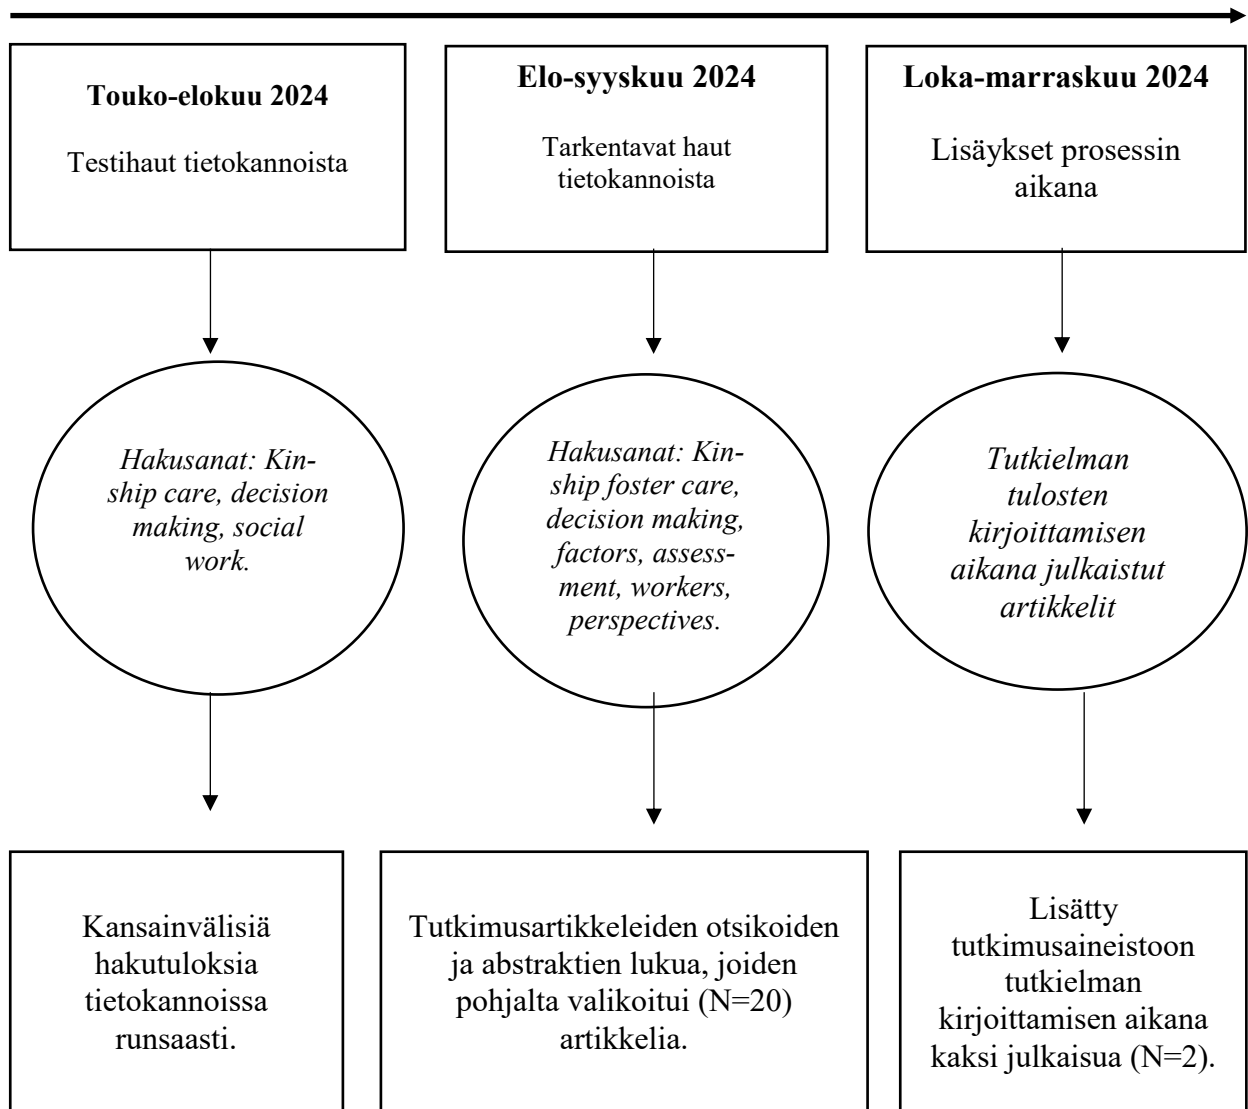 Touko-elokuu 2024
Testihaut tietokannoista
Elo-syyskuu 2024
Tarkentavat haut
tietokannoista
Loka-marraskuu 2024
Lisäykset prosessin
aikana
Hakusanat: Kin-
ship care, decision
making, social
work.
Hakusanat: Kin-
ship foster care,
decision making,
factors, assess-
ment, workers,
perspectives.
Tutkielman
tulosten
kirjoittamisen
aikana julkaistut
artikkelit
Kansainvälisiä
hakutuloksia
tietokannoissa
runsaasti.
Tutkimusartikkeleiden otsikoiden
ja abstraktien lukua, joiden
pohjalta valikoitui (N=20)
artikkelia.
Lisätty
tutkimusaineistoon
tutkielman
kirjoittamisen aikana
kaksi julkaisua (N=2).